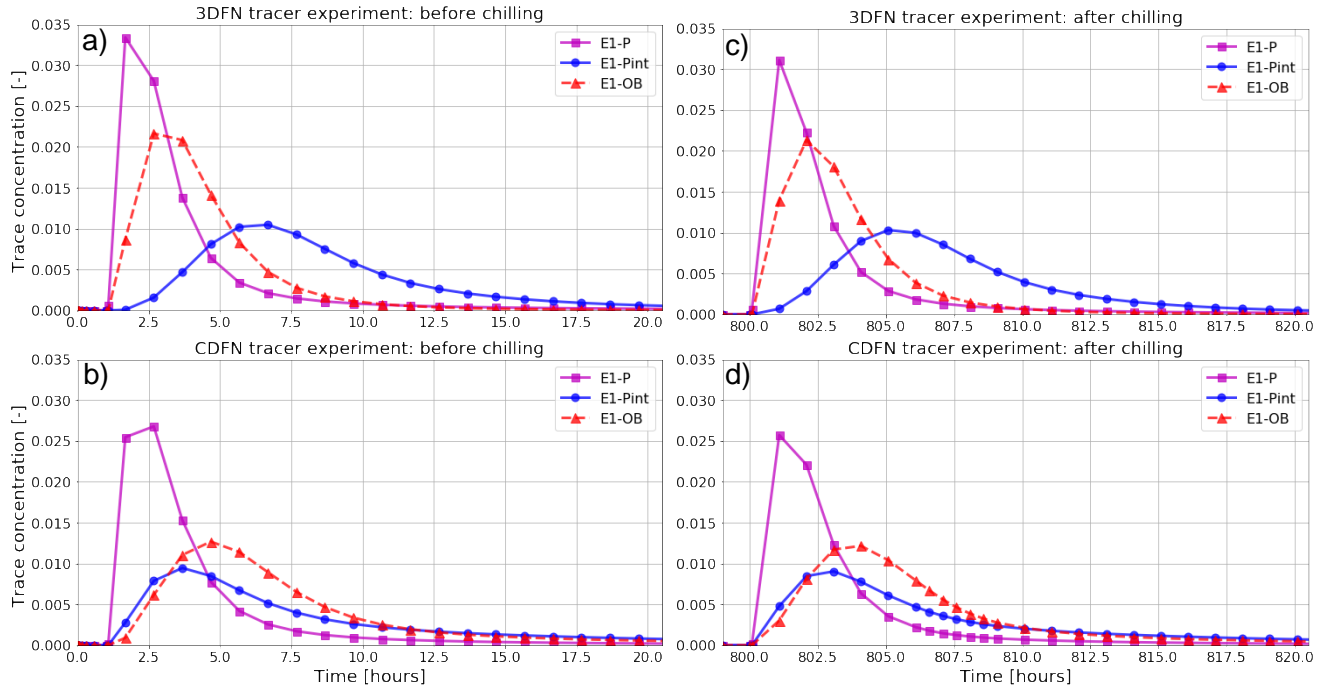 3DFN tracer experiment: before chilling
a)
E1-P
E1-Pint
E1-OB
Trace concentration [-]
0.035
0.030
0.025
0.020
0.015
0.010
0.005
0.000
0.0 2.5 5.0 7.5 10.0 12.5 15.0 17.5 20.0
3DFN tracer experiment: after chilling
c)
E1-P
E1-Pint
E1-OB
0.035
0.030
0.025
0.020
0.015
0.010
0.005
0.000
800.0 802.5 805.0 807.5 810.0 812.5 815.0 817.5 820.0
CDFN tracer experiment: before chilling
b)
E1-P
E1-Pint
E1-OB
Trace concentration [-]
0.035
0.030
0.025
0.020
0.015
0.010
0.005
0.000
0.0 2.5 5.0 7.5 10.0 12.5 15.0 17.5 20.0
Time [hours]
CDFN tracer experiment: after chilling
d)
E1-P
E1-Pint
E1-OB
0.035
0.030
0.025
0.020
0.015
0.010
0.005
0.000
800.0 802.5 805.0 807.5 810.0 812.5 815.0 817.5 820.0
Time [hours]